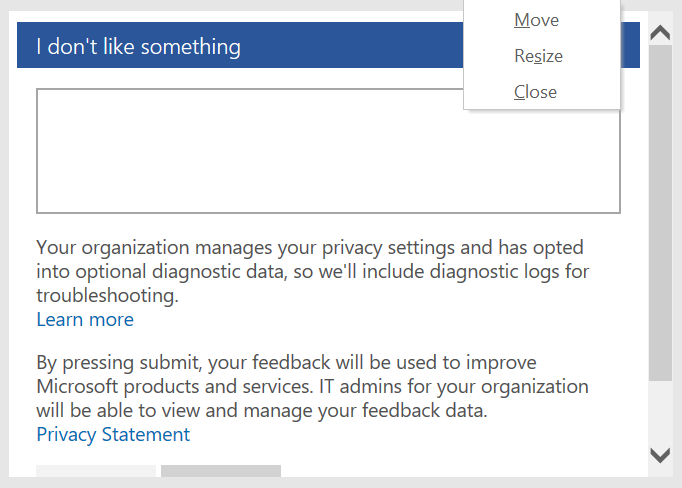 I don't like something
Move
Resize
Close
Your organization manages your privacy settings and has opted
into optional diagnostic data, so we'll include diagnostic logs for
troubleshooting.
Learn more
By pressing submit, your feedback will be used to improve
Microsoft products and services. IT admins for your organization
will be able to view and manage your feedback data.
Privacy Statement